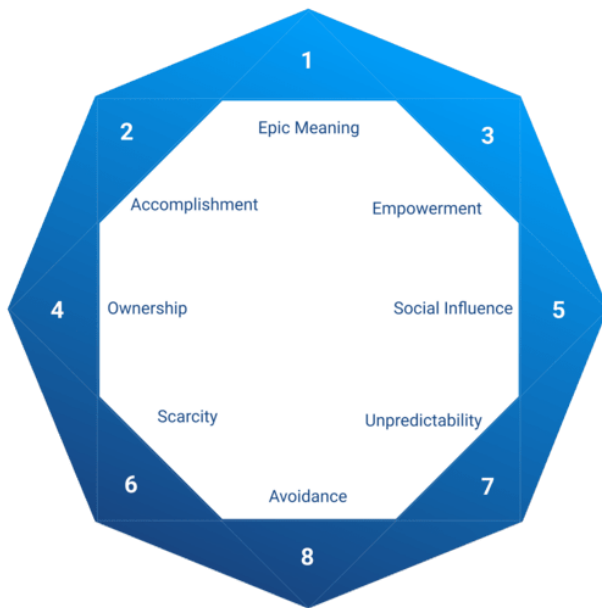 1
Epic Meaning
2
3
Accomplishment
Empowerment
4
Ownership
Social Influence
5
Scarcity
Unpredictability
6
7
Avoidance
8